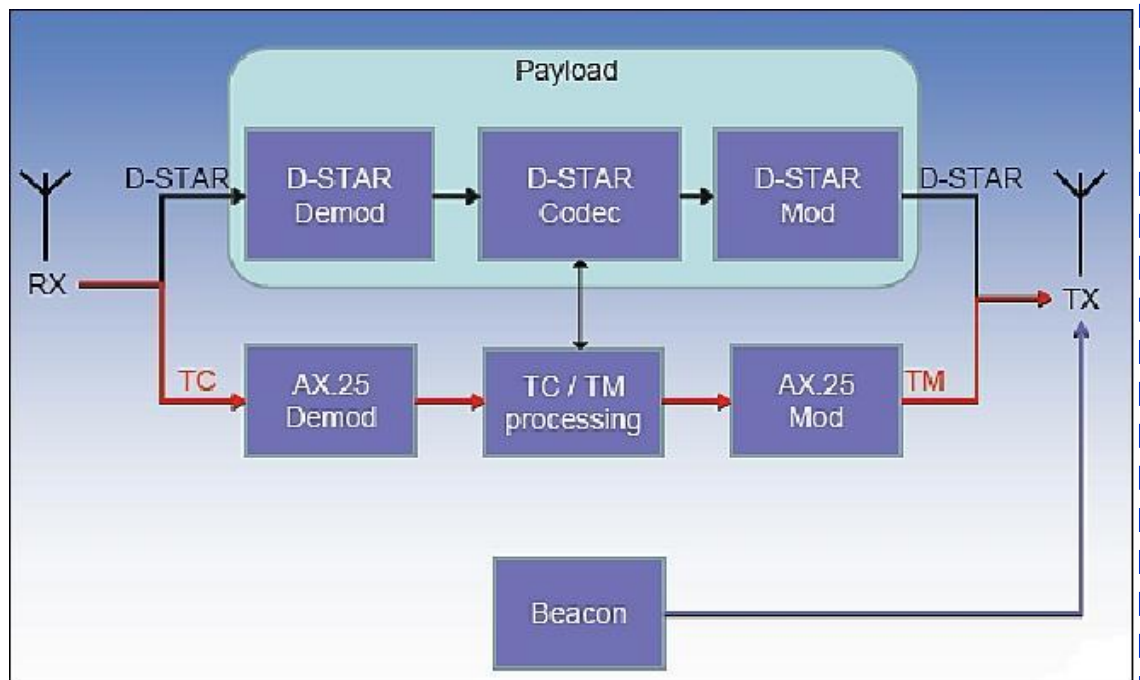 Payload
D-STAR
D-STAR
Demod
D-STAR
Codec
D-STAR
Mod
D-STAR
RX
TX
TC
AX.25
Demod
TC / TM
processing
AX.25
Mod
TM
Beacon